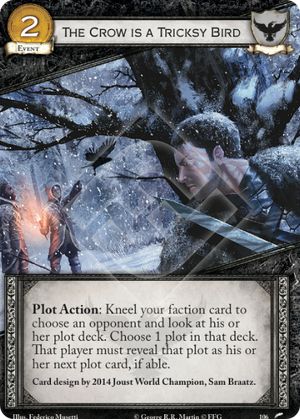 2
EVENT
THE CROW IS A TRICKSY BIRD
Plot Action: Kneel your faction card to
choose an opponent and look at his or
her plot deck. Choose 1 plot in that deck.
That player must reveal that plot as his or
her next plot card, if able.
Card design by 2014 Joust World Champion, Sam Braatz.
Illus. Federico Musetti © George R.R. Martin © FFG 106